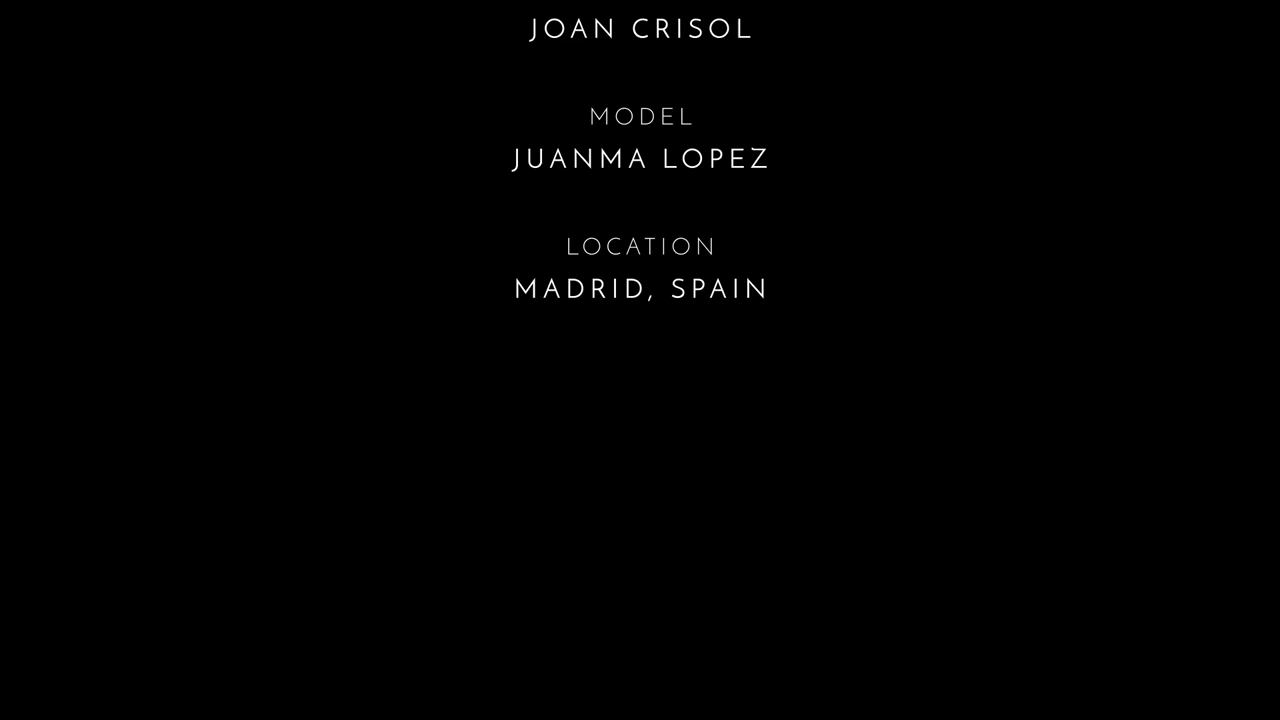 JOAN CRISOL
MODEL
JUANMA LOPEZ
LOCATION
MADRID, SPAIN